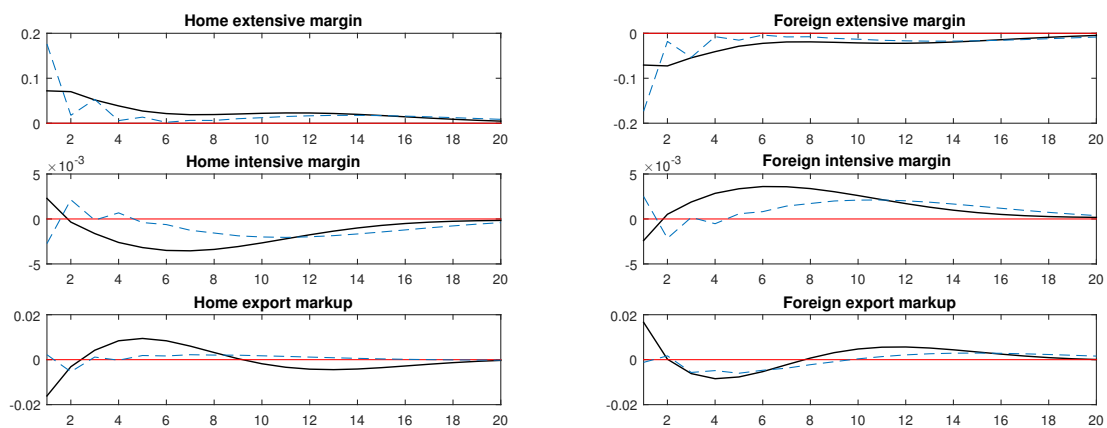 Home extensive margin
0.2
0.1
0
2 4 6 8 10 12 14 16 18 20
Foreign extensive margin
0
-0.1
-0.2
2 4 6 8 10 12 14 16 18 20
Home intensive margin
×10-3
5
0
-5
2 4 6 8 10 12 14 16 18 20
Foreign intensive margin
×10-3
5
0
-5
2 4 6 8 10 12 14 16 18 20
Home export markup
0.02
0
-0.02
2 4 6 8 10 12 14 16 18 20
Foreign export markup
0.02
0
-0.02
2 4 6 8 10 12 14 16 18 20